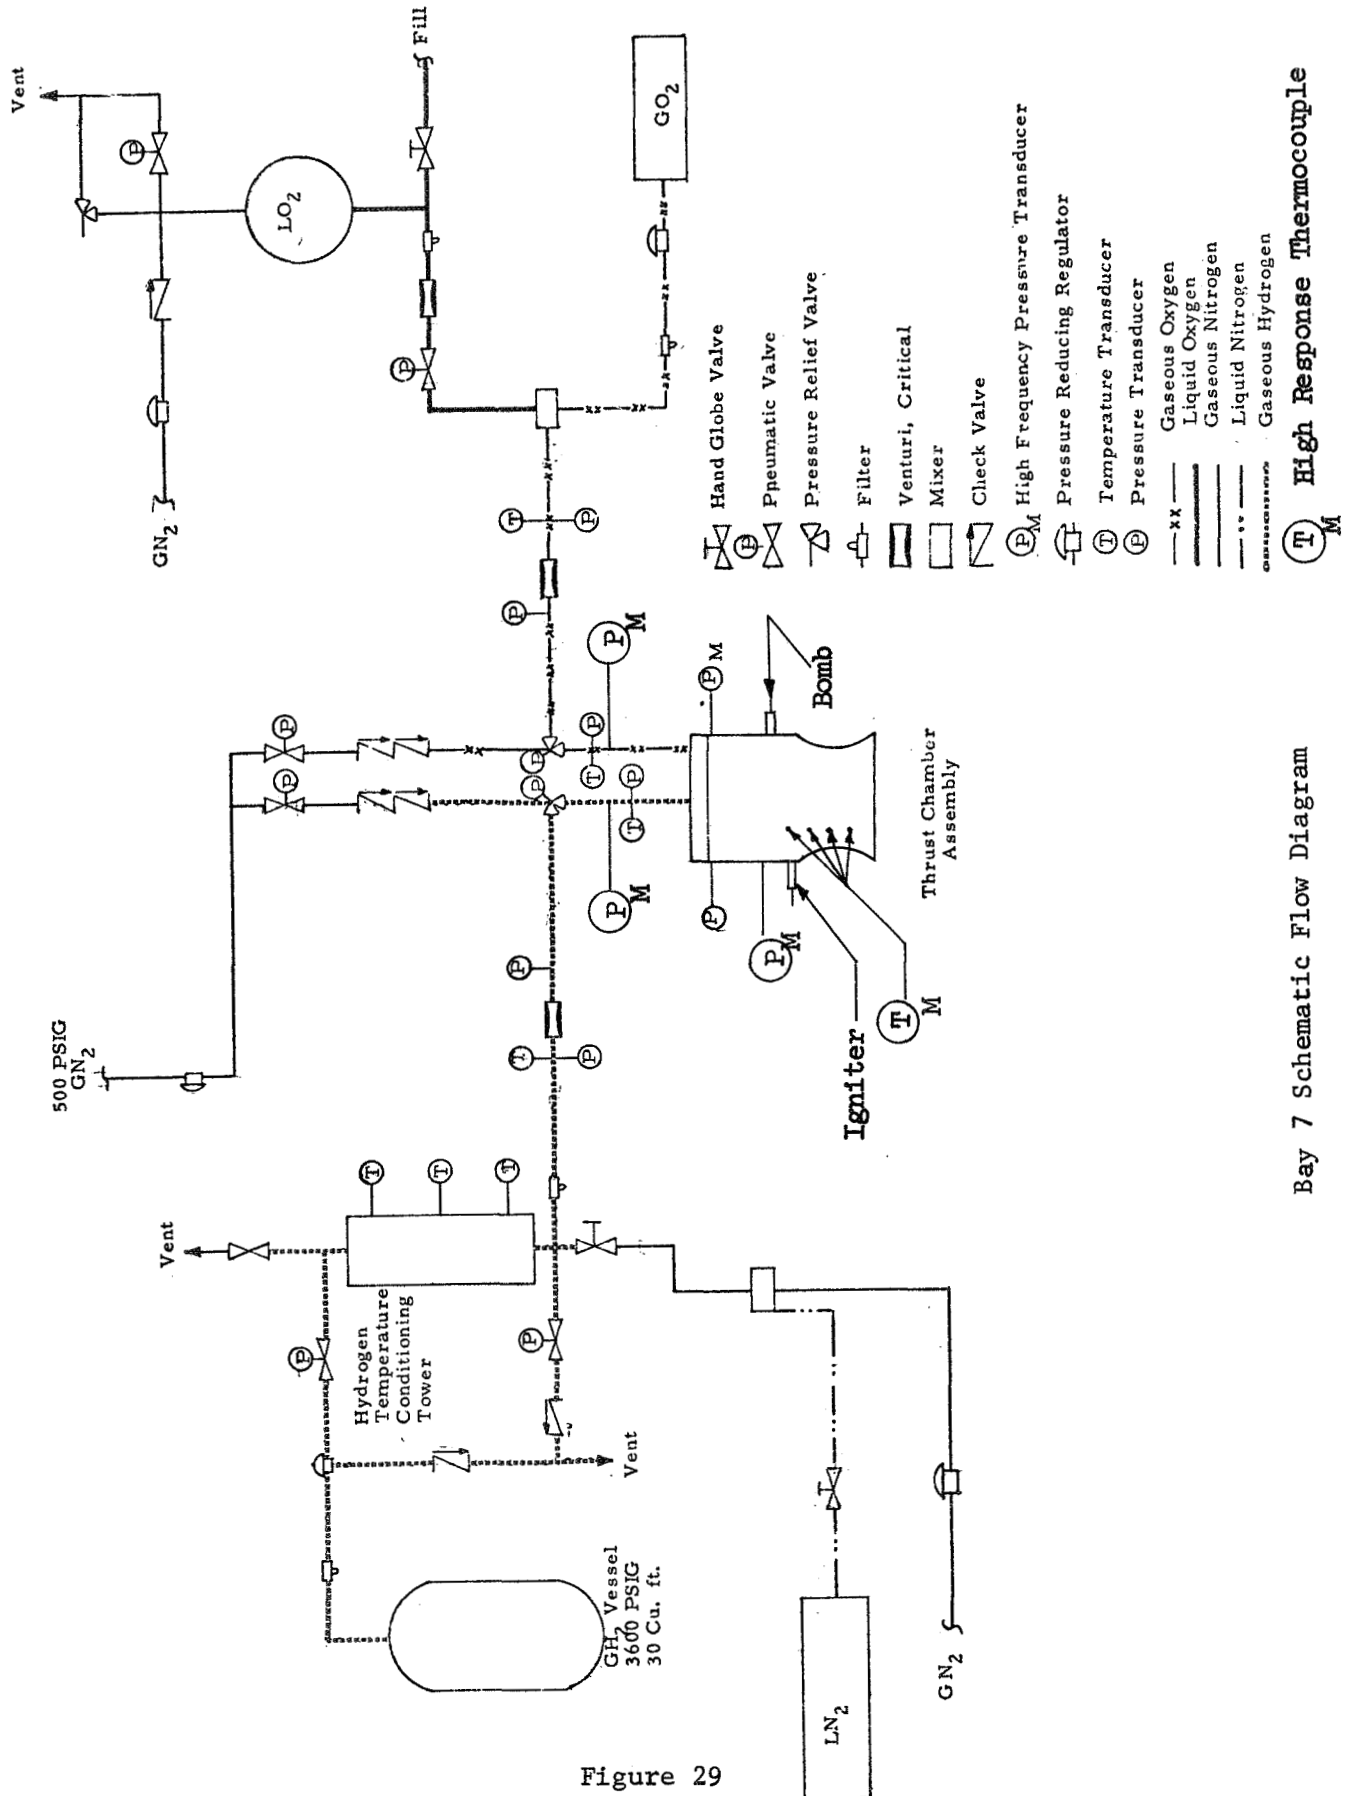 Vent
GN2
LO2
Fill
GO2
P
P
T
P
P
500 PSIG
GN2
P
P
P
P
P
T
P
T
P M
P M
P M
P
P M
Bomb
Thrust Chamber
Assembly
Igniter
T M
P
T
P
T
T
T
Vent
Hydrogen
Temperature
Conditioning
Tower
P
P
Vent
GH2 Vessel
3600 PSIG
30 Cu. ft.
LN2
GN2
Hand Globe Valve
P
Pneumatic Valve
Pressure Relief Valve
Filter
Venturi, Critical
Mixer
Check Valve
P M High Frequency Pressure Transducer
Pressure Reducing Regulator
T Temperature Transducer
P Pressure Transducer
xx Gaseous Oxygen
Liquid Oxygen
Gaseous Nitrogen
Liquid Nitrogen
Gaseous Hydrogen
T M High Response Thermocouple
Bay 7 Schematic Flow Diagram
Figure 29